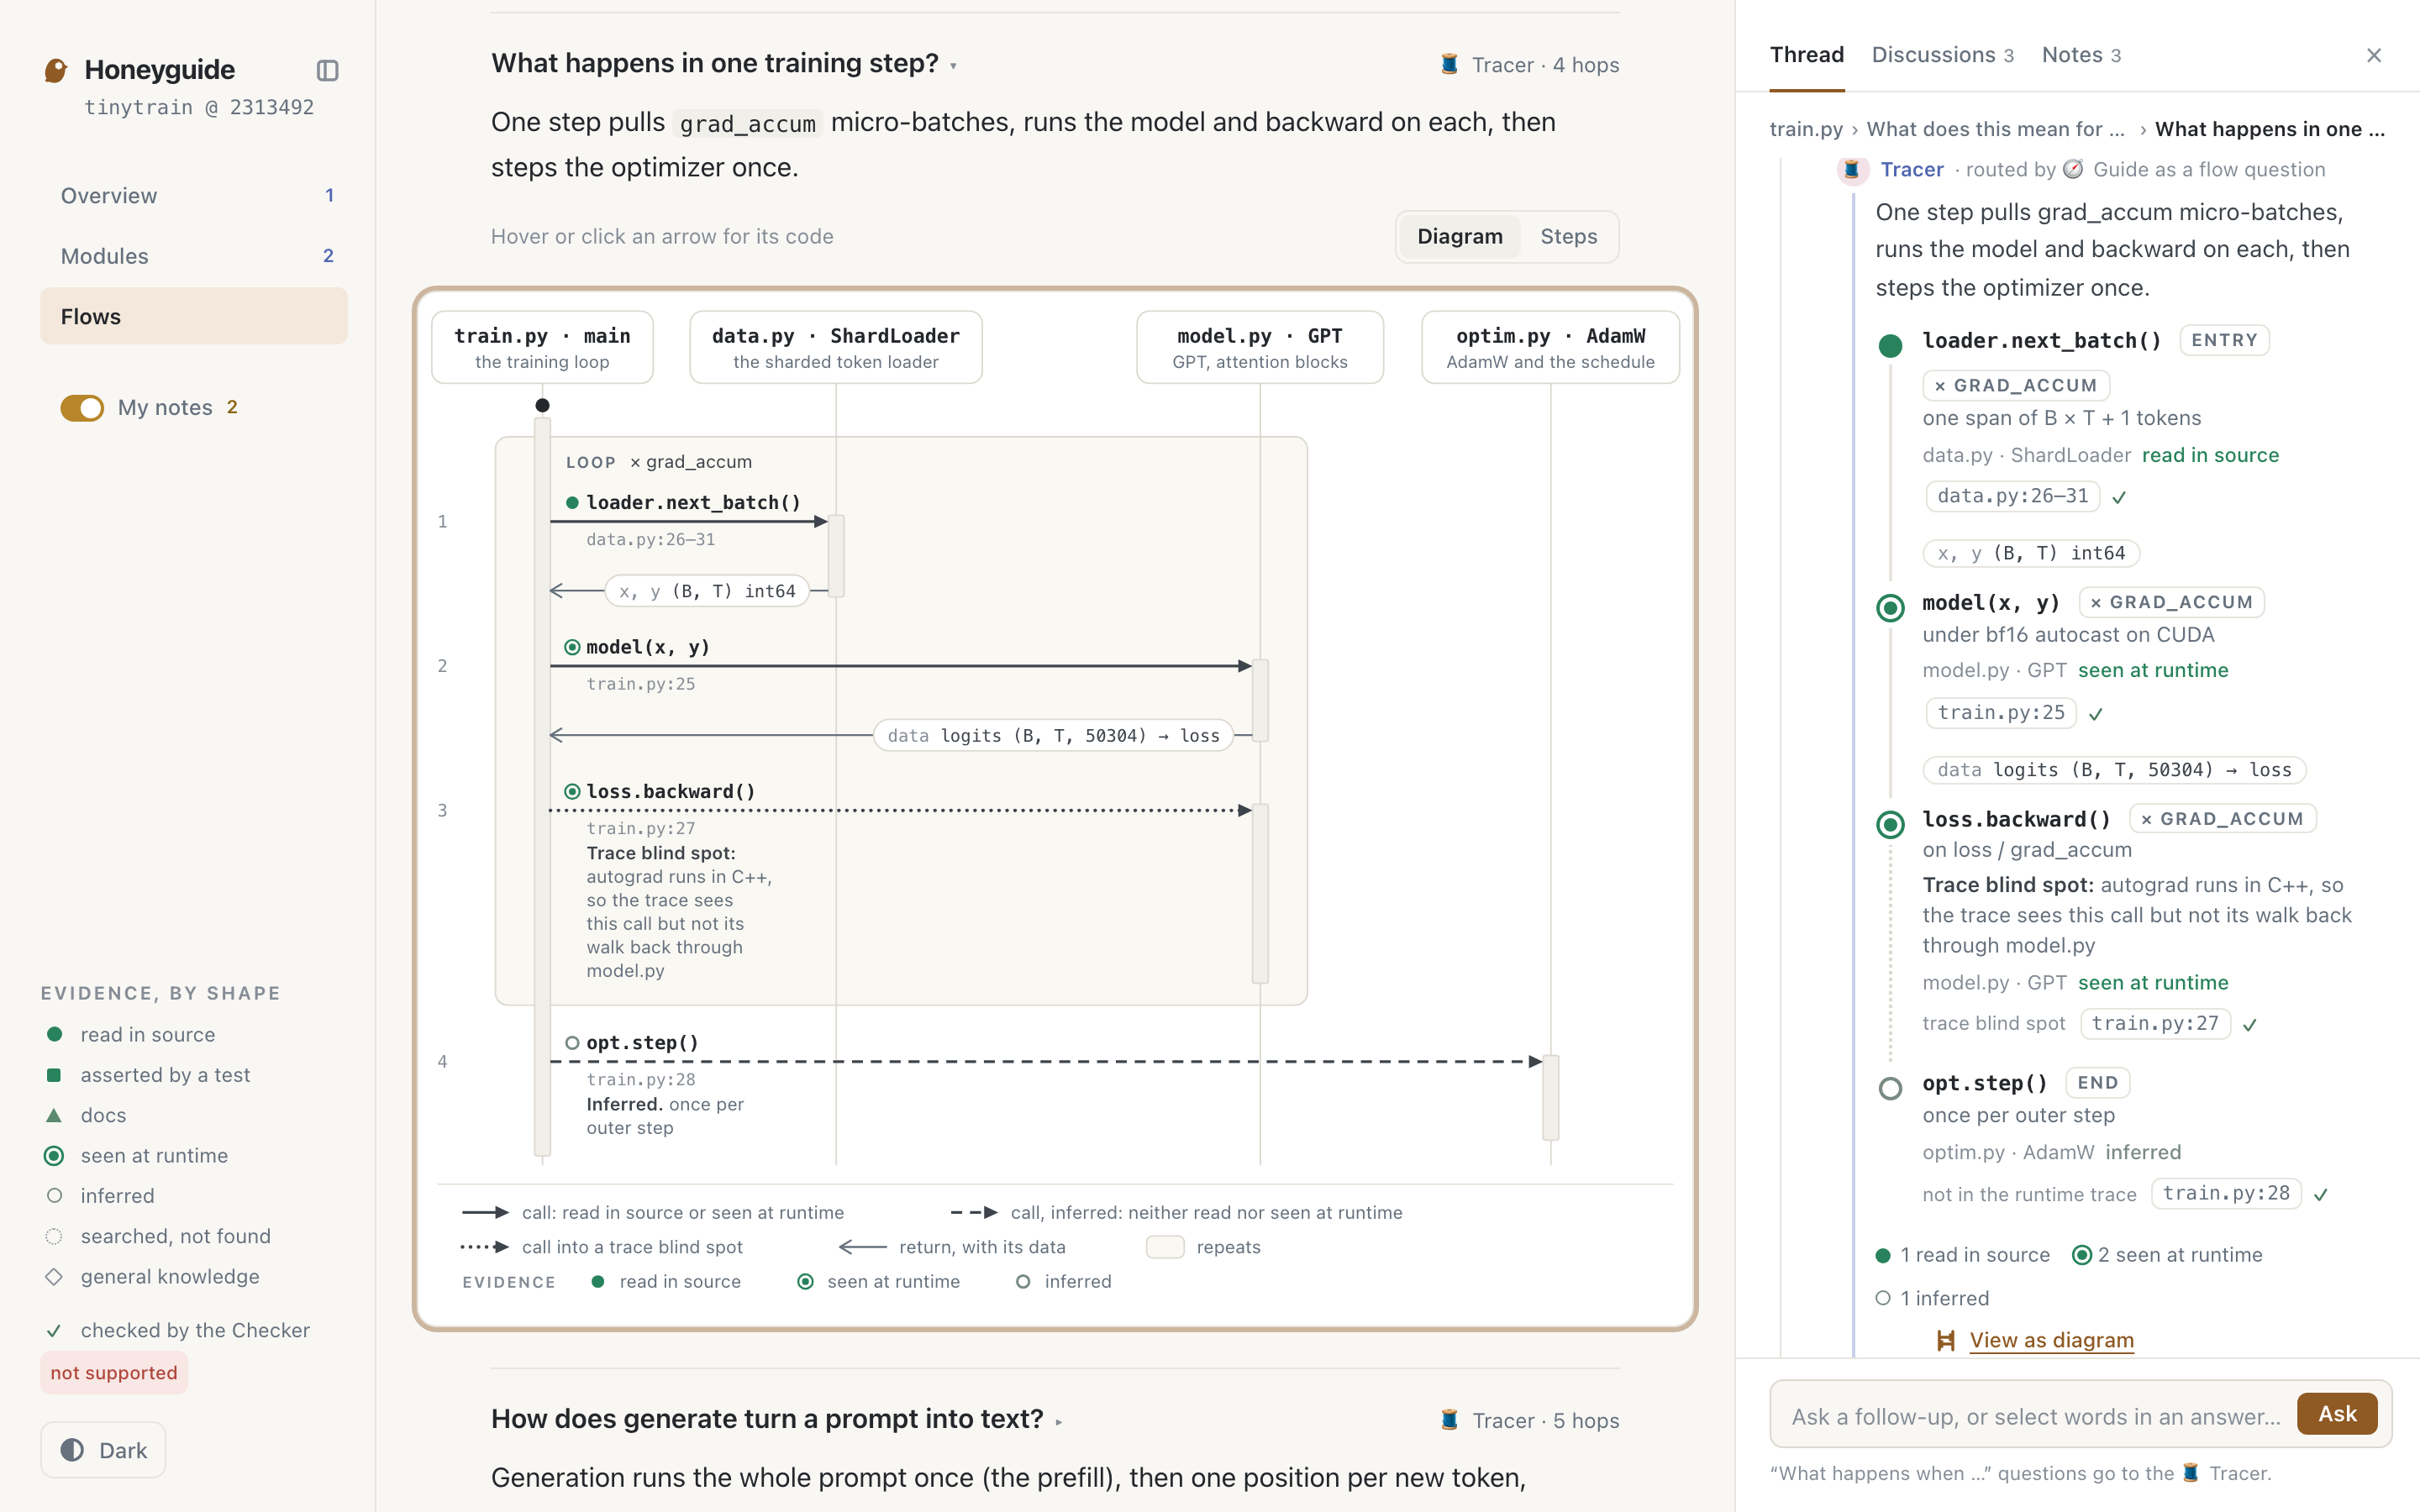 Honeyguide
tinytrain @ 2313492
Overview 1
Modules 2
Flows
My notes 2
EVIDENCE, BY SHAPE
read in source
asserted by a test
docs
seen at runtime
inferred
searched, not found
general knowledge
checked by the Checker
not supported
Dark
What happens in one training step?
Tracer · 4 hops
One step pulls grad_accum micro-batches, runs the model and backward on each, then
steps the optimizer once.
Hover or click an arrow for its code
Diagram Steps
train.py · main
the training loop
data.py · ShardLoader
the sharded token loader
model.py · GPT
GPT, attention blocks
optim.py · AdamW
AdamW and the schedule
LOOP × grad_accum
1
loader.next_batch()
data.py:26–31
x, y (B, T) int64
2
model(x, y)
train.py:25
data logits (B, T, 50304) → loss
3
loss.backward()
train.py:27
Trace blind spot:
autograd runs in C++,
so the trace sees
this call but not its
walk back through
model.py
4
opt.step()
train.py:28
Inferred. once per
outer step
call: read in source or seen at runtime
call, inferred: neither read nor seen at runtime
call into a trace blind spot
return, with its data
repeats
EVIDENCE read in source seen at runtime inferred
How does generate turn a prompt into text?
Tracer · 5 hops
Generation runs the whole prompt once (the prefill), then one position per new token,
Thread Discussions 3 Notes 3
train.py › What does this mean for ... › What happens in one ...
Tracer · routed by Guide as a flow question
One step pulls grad_accum micro-batches,
runs the model and backward on each, then
steps the optimizer once.
loader.next_batch() ENTRY
× GRAD_ACCUM
one span of B × T + 1 tokens
data.py · ShardLoader read in source
data.py:26–31 ✓
x, y (B, T) int64
model(x, y) × GRAD_ACCUM
under bf16 autocast on CUDA
model.py · GPT seen at runtime
train.py:25 ✓
data logits (B, T, 50304) → loss
loss.backward() × GRAD_ACCUM
on loss / grad_accum
Trace blind spot: autograd runs in C++, so
the trace sees this call but not its walk back
through model.py
model.py · GPT seen at runtime
trace blind spot train.py:27 ✓
opt.step() END
once per outer step
optim.py · AdamW inferred
not in the runtime trace train.py:28 ✓
1 read in source 2 seen at runtime
1 inferred
View as diagram
Ask a follow-up, or select words in an answer... Ask
“What happens when ...” questions go to the Tracer.